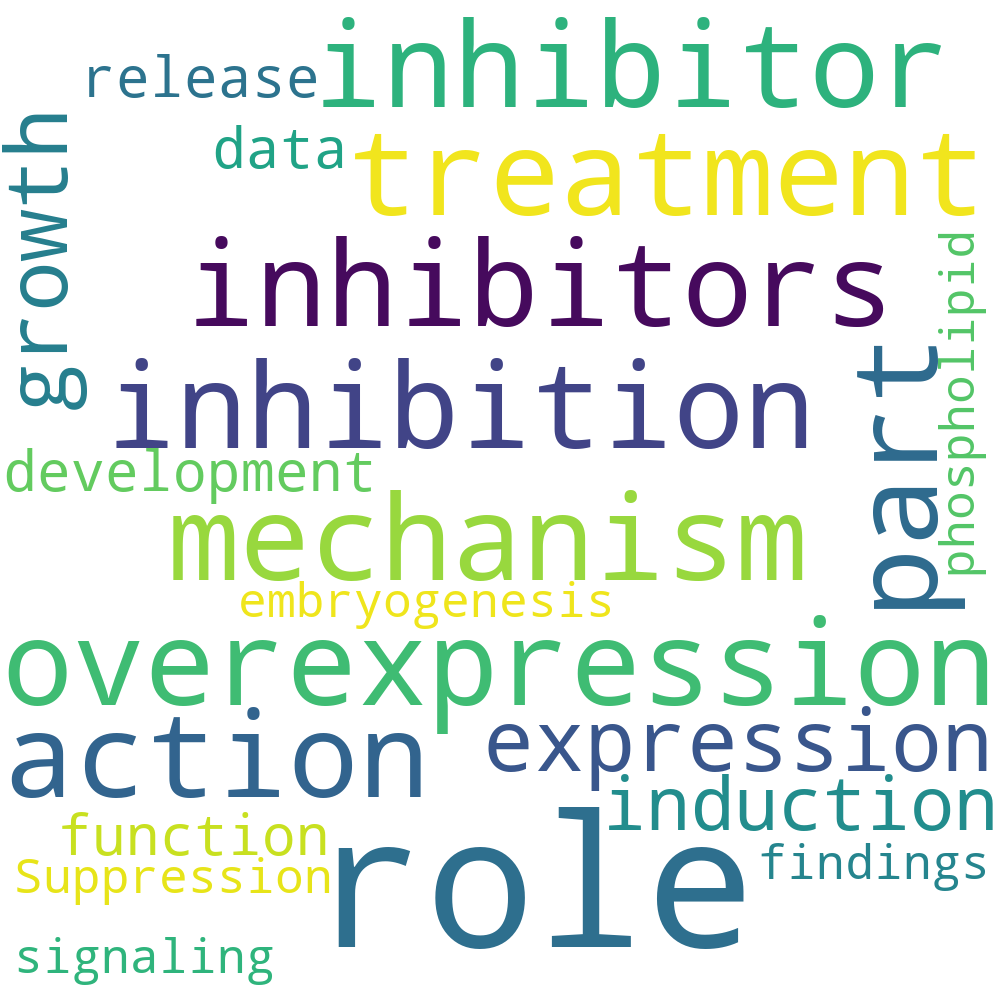 inhibitor
release
data
treatment
growth
inhibitors
phospholipid
part
inhibition
development
mechanism
embryogenesis
overexpression
action
expression
induction
function
role
findings
Suppression
signaling